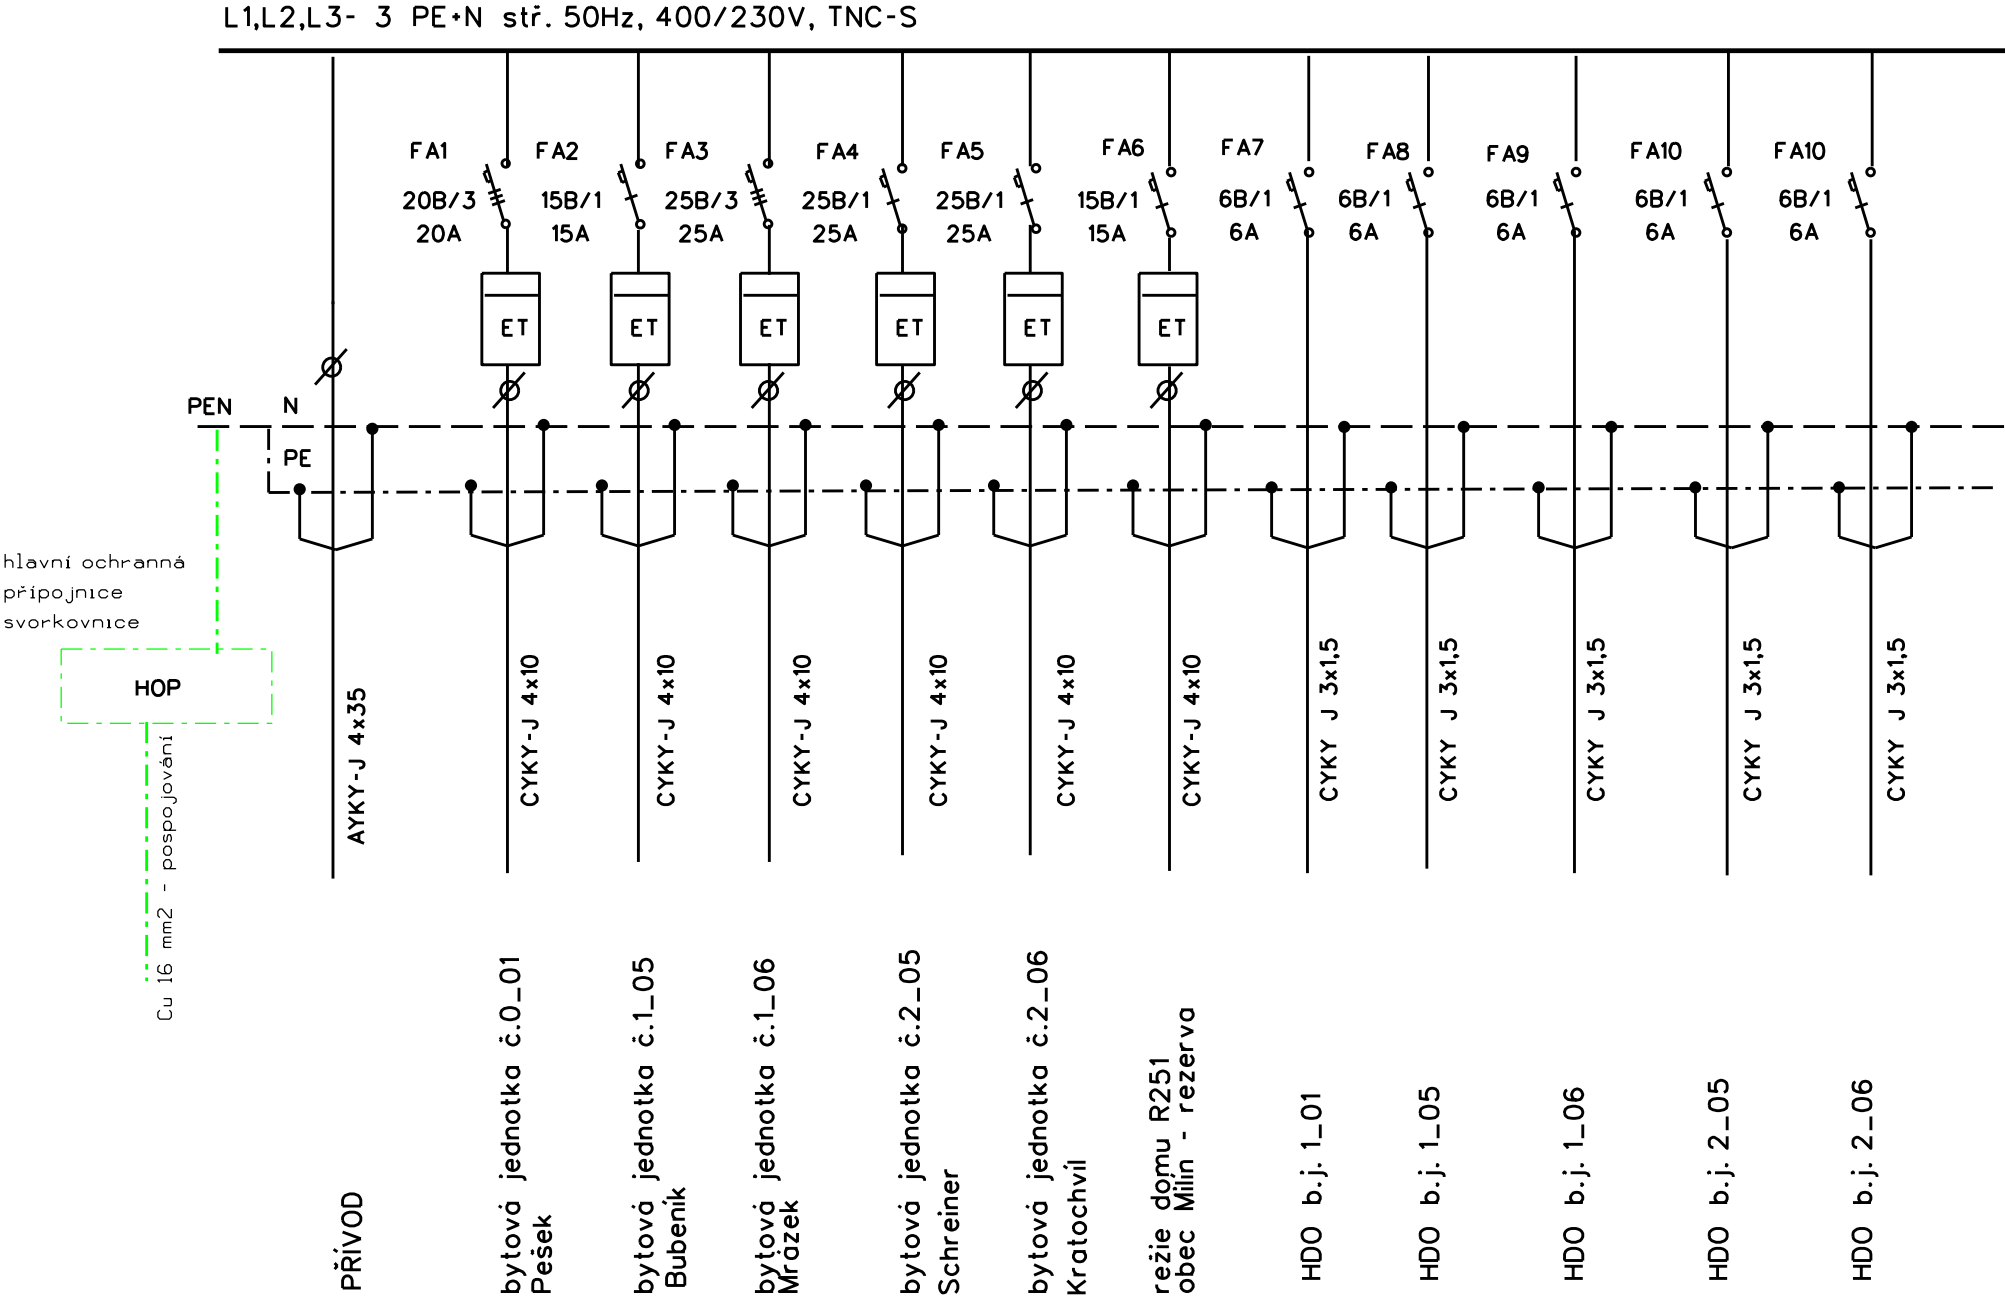 L1,L2,L3- 3 PE+N stř. 50Hz, 400/230V, TNC-S
FA1
20B/3
20A
FA2
15B/1
15A
FA3
25B/3
25A
FA4
25B/1
25A
FA5
25B/1
25A
FA6
15B/1
15A
FA7
6B/1
6A
FA8
6B/1
6A
FA9
6B/1
6A
FA10
6B/1
6A
FA10
6B/1
6A
ET
ET
ET
ET
ET
ET
PEN
N
PE
hlavní ochranná
přípojnice
svorkovnice
HOP
Cu 16 mm2 - pospojování
AYKY-J 4x35
CYKY-J 4x10
CYKY-J 4x10
CYKY-J 4x10
CYKY-J 4x10
CYKY-J 4x10
CYKY-J 4x10
CYKY J 3x1,5
CYKY J 3x1,5
CYKY J 3x1,5
CYKY J 3x1,5
CYKY J 3x1,5
PŘÍVOD
bytová jednotka č.0_01
Pešek
bytová jednotka č.1_05
Bubeník
bytová jednotka č.1_06
Mrázek
bytová jednotka č.2_05
Schreiner
bytová jednotka č.2_06
Kratochvíl
režie domu R251
obec Milín - rezerva
HDO b.j. 1_01
HDO b.j. 1_05
HDO b.j. 1_06
HDO b.j. 2_05
HDO b.j. 2_06